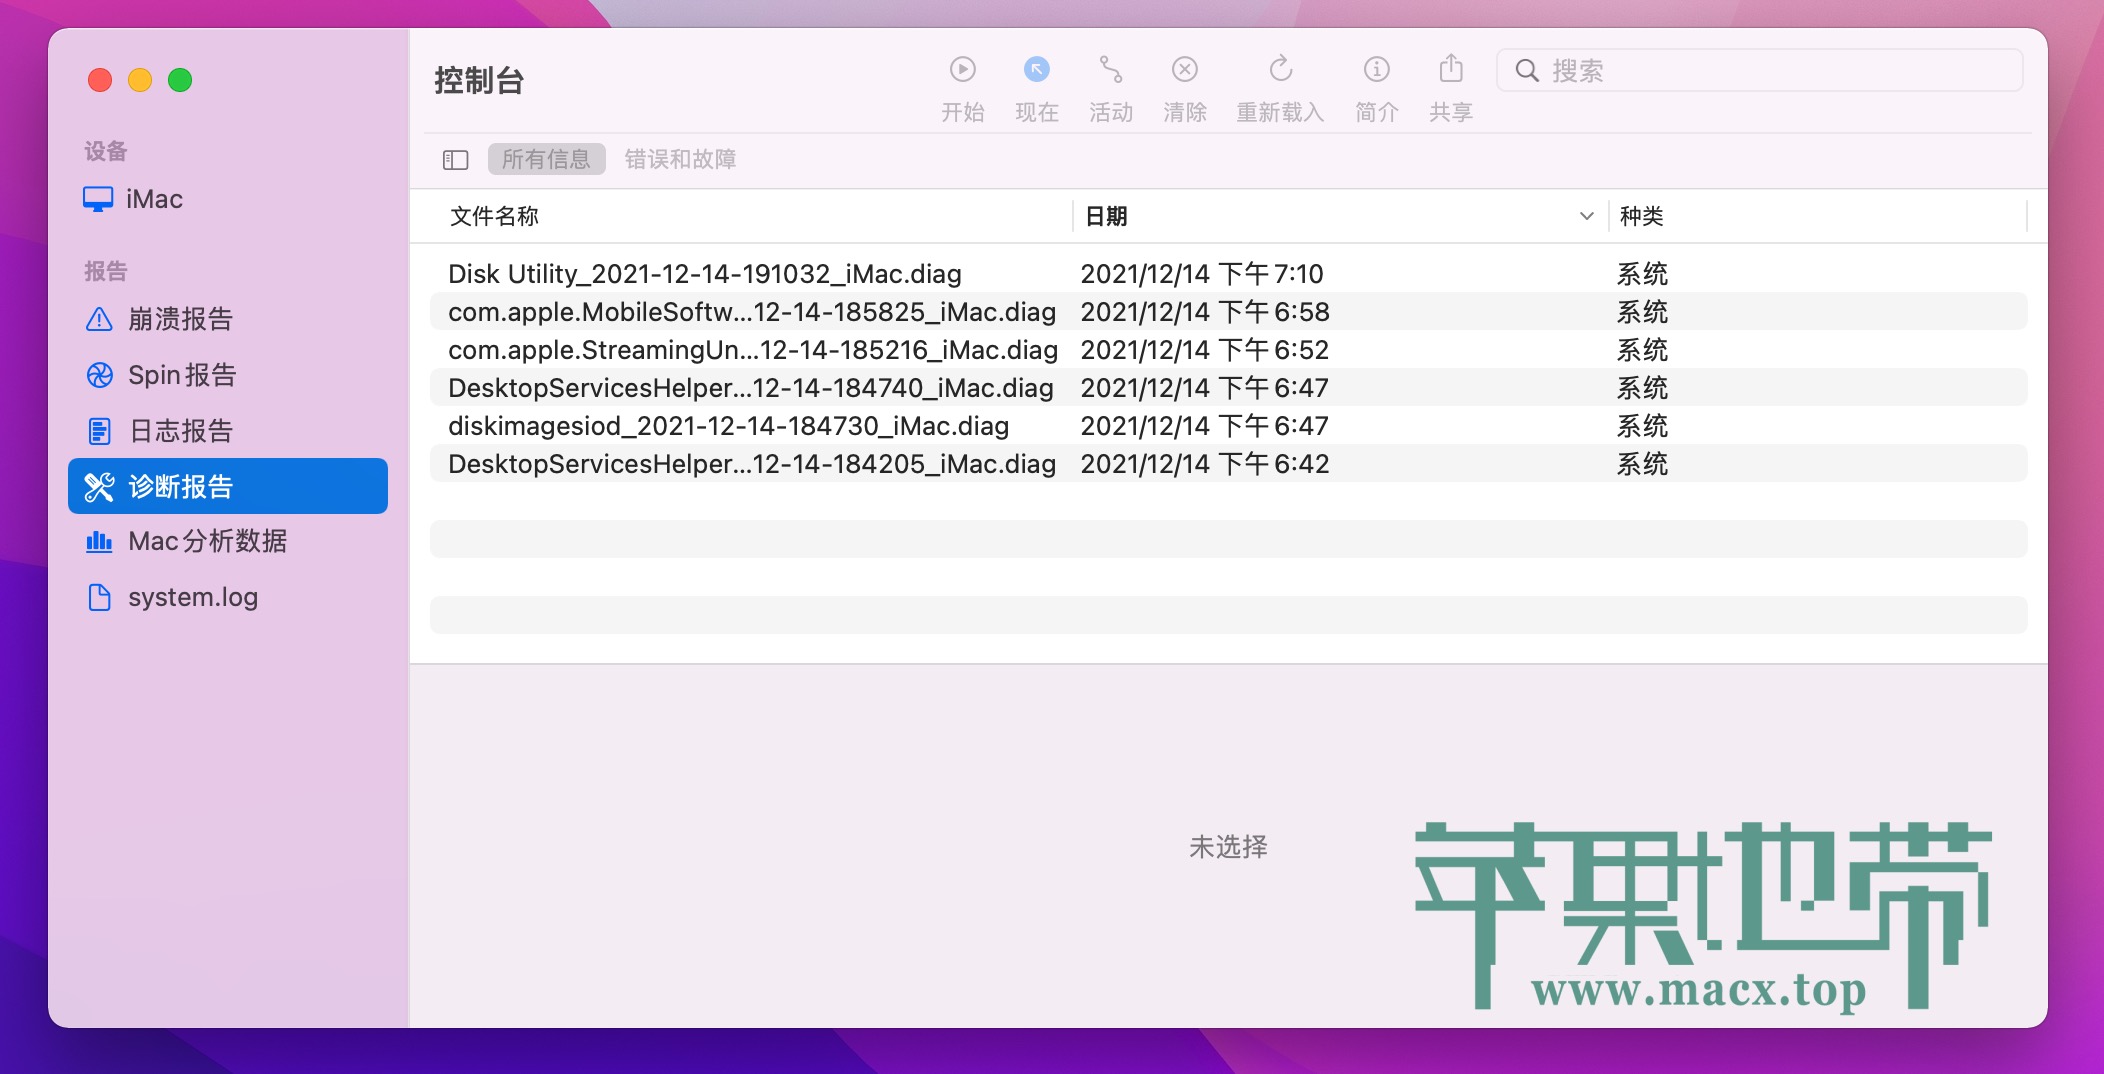 控制台
开始 现在 活动 清除 重新载入 简介 共享
搜索
所有信息 错误和故障
设备
iMac
报告
崩溃报告
Spin 报告
日志报告
诊断报告
Mac 分析数据
system.log
文件名称 日期 种类
Disk Utility_2021-12-14-191032_iMac.diag 2021/12/14 下午7:10 系统
com.apple.MobileSoftw...12-14-185825_iMac.diag 2021/12/14 下午6:58 系统
com.apple.StreamingUn...12-14-185216_iMac.diag 2021/12/14 下午6:52 系统
DesktopServicesHelper...12-14-184740_iMac.diag 2021/12/14 下午6:47 系统
diskimagesiod_2021-12-14-184730_iMac.diag 2021/12/14 下午6:47 系统
DesktopServicesHelper...12-14-184205_iMac.diag 2021/12/14 下午6:42 系统
未选择
苹果地带
www.macx.top